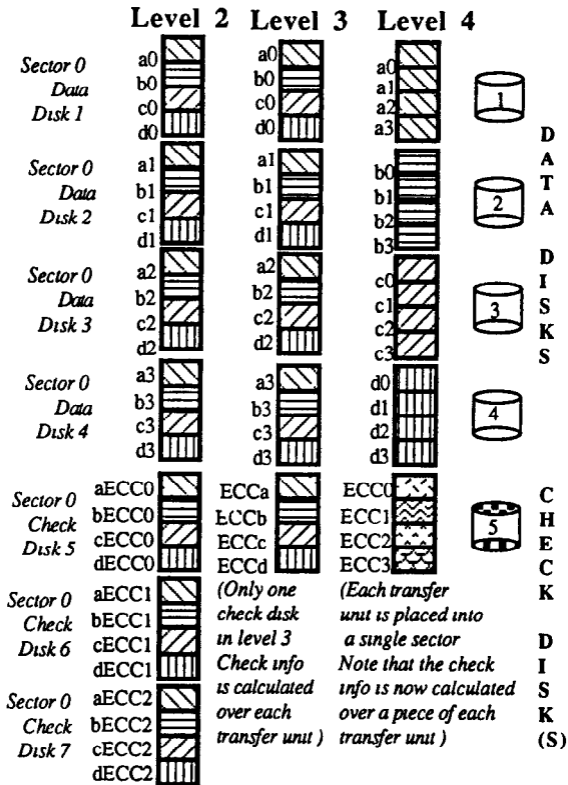 Level 2 Level 3 Level 4
Sector 0
Data
Disk 1
a0
b0
c0
d0
a0
b0
c0
d0
a0
a1
a2
a3
1
Sector 0
Data
Disk 2
a1
b1
c1
d1
a1
b1
c1
d1
b0
b1
b2
b3
2
Sector 0
Data
Disk 3
a2
b2
c2
d2
a2
b2
c2
d2
c0
c1
c2
c3
3
Sector 0
Data
Disk 4
a3
b3
c3
d3
a3
b3
c3
d3
d0
d1
d2
d3
4
DATA DISKS
Sector 0
Check
Disk 5
aECC0
bECC0
cECC0
dECC0
ECCa
ECCb
ECCc
ECCd
ECC0
ECC1
ECC2
ECC3
5
Sector 0
Check
Disk 6
aECC1
bECC1
cECC1
dECC1
Sector 0
Check
Disk 7
aECC2
bECC2
cECC2
dECC2
(Only one
check disk
in level 3
Check info
is calculated
over each
transfer unit )
(Each transfer
unit is placed into
a single sector
Note that the check
info is now calculated
over a piece of each
transfer unit )
CHECK DISK(S)